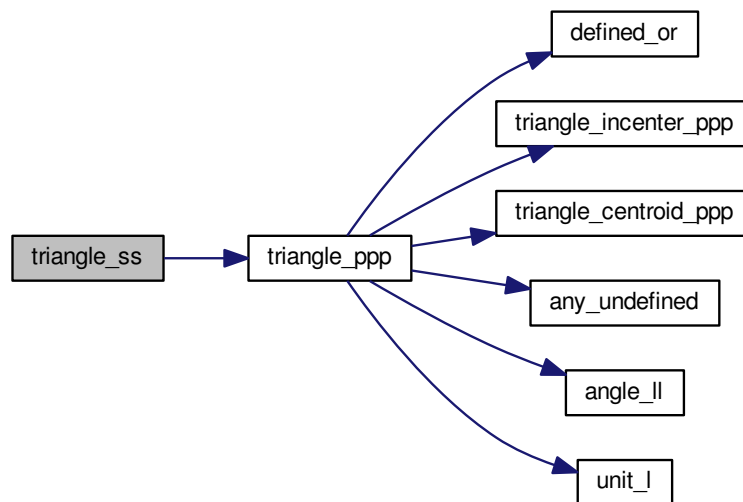 triangle_ss
triangle_ppp
defined_or
triangle_incenter_ppp
triangle_centroid_ppp
any_undefined
angle_ll
unit_l